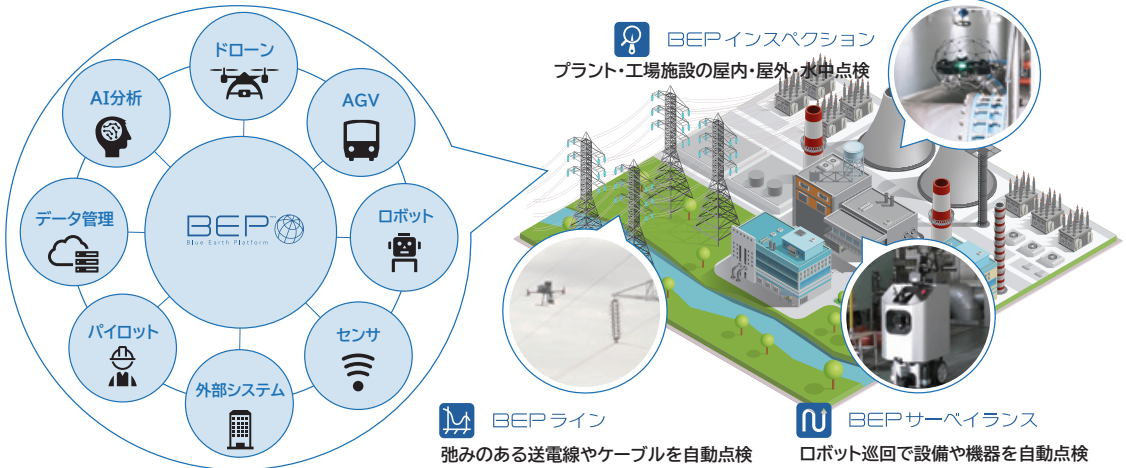 ドローン
AGV
ロボット
センサ
外部システム
パイロット
データ管理
AI分析
BEP™
Blue Earth Platform
BEPインスペクション
プラント・工場施設の屋内・屋外・水中点検
BEPライン
弛みのある送電線やケーブルを自動点検
BEPサーベイランス
ロボット巡回で設備や機器を自動点検